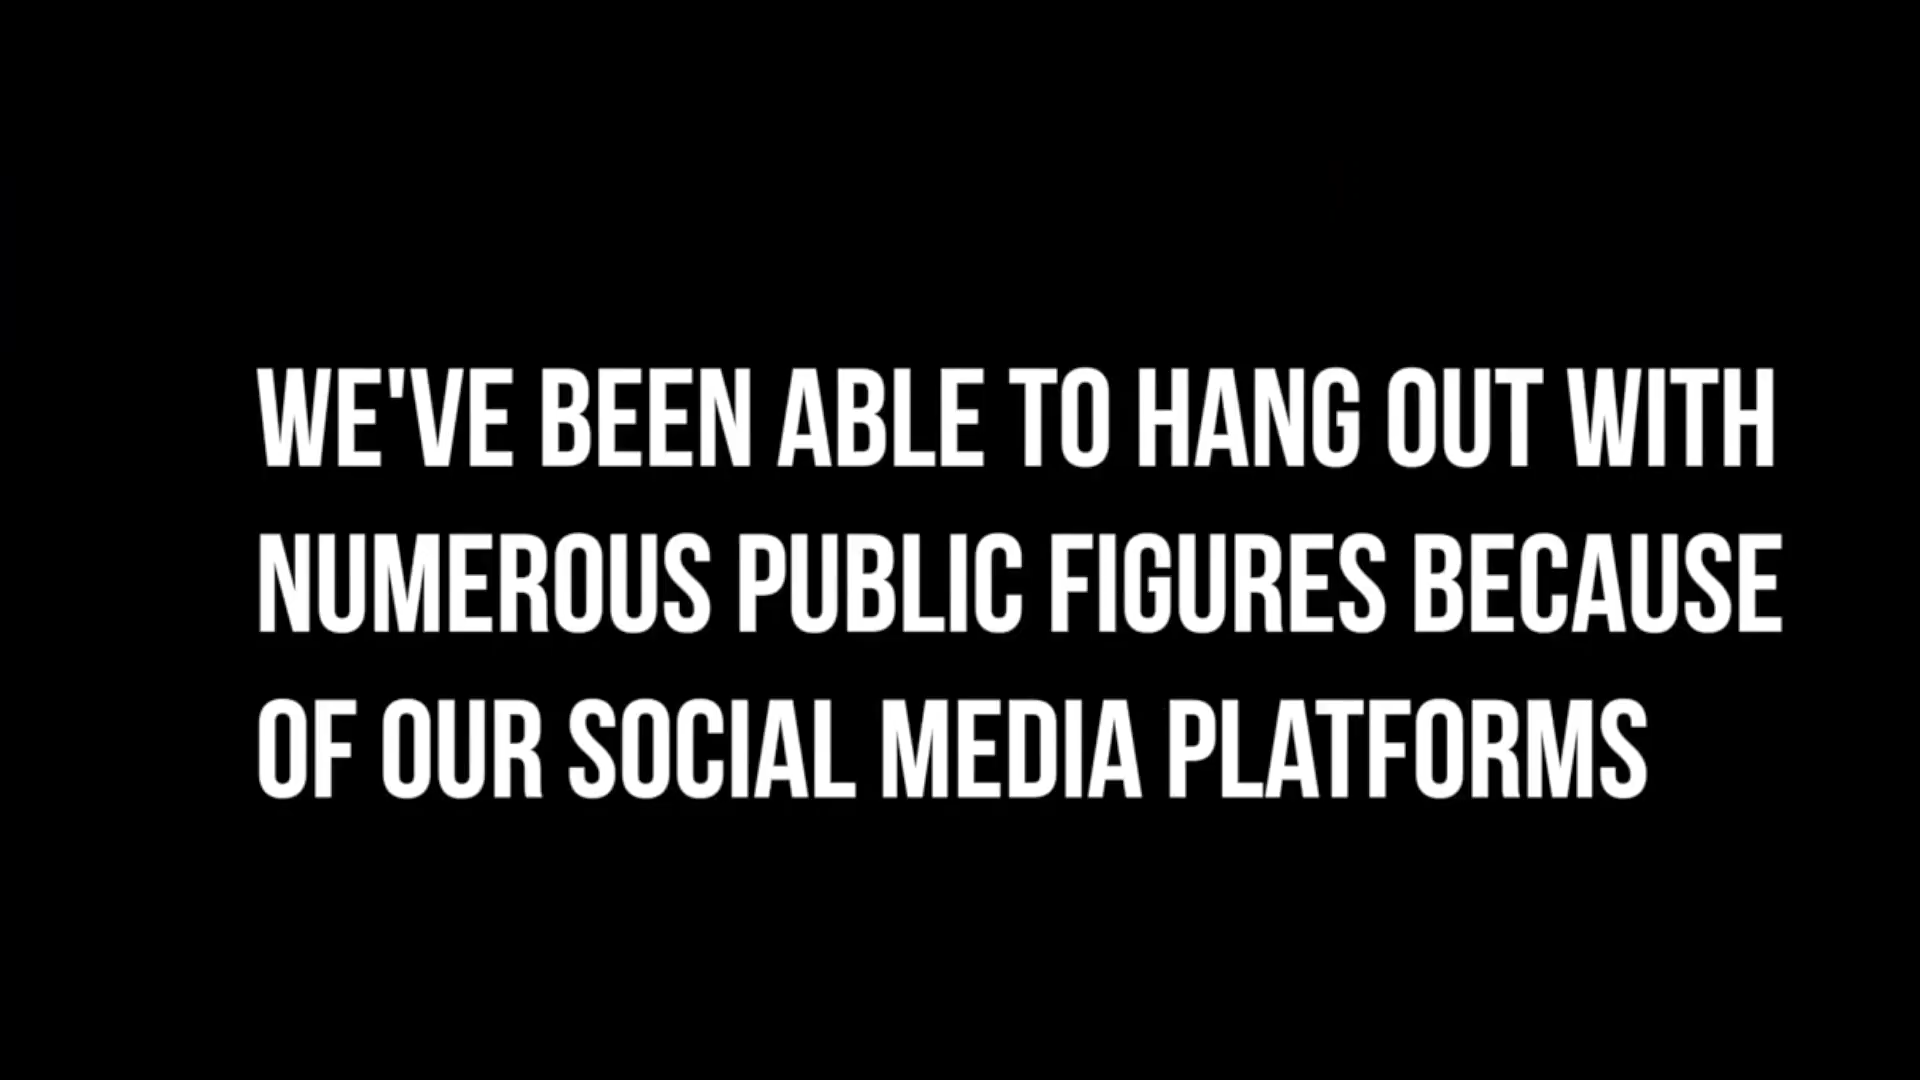 WE'VE BEEN ABLE TO HANG OUT WITH
NUMEROUS PUBLIC FIGURES BECAUSE
OF OUR SOCIAL MEDIA PLATFORMS